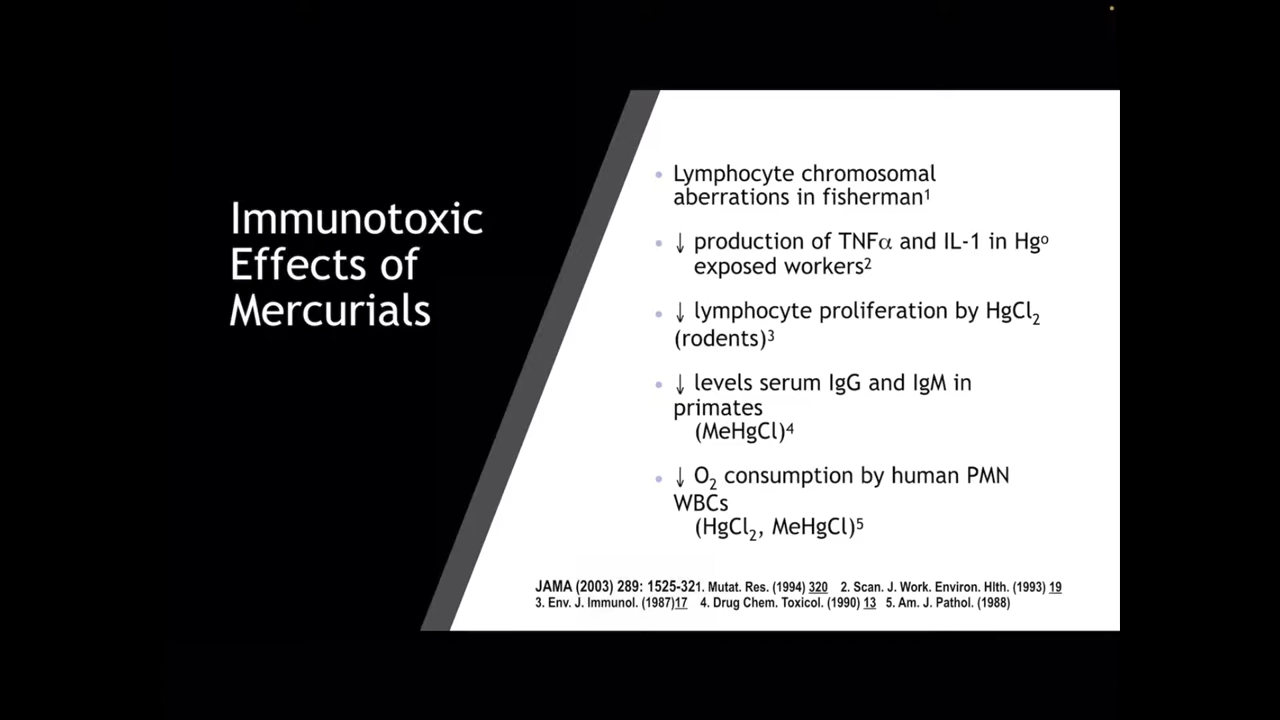 Immunotoxic
Effects of
Mercurials
• Lymphocyte chromosomal
aberrations in fisherman¹
• ↓ production of TNFα and IL-1 in Hgº
exposed workers²
• ↓ lymphocyte proliferation by HgCl₂
(rodents)³
• ↓ levels serum IgG and IgM in
primates
(MeHgCl)⁴
• ↓ O₂ consumption by human PMN
WBCs
(HgCl₂, MeHgCl)⁵
JAMA (2003) 289: 1525-321. Mutat. Res. (1994) 320 2. Scan. J. Work. Environ. Hlth. (1993) 19
3. Env. J. Immunol. (1987)17 4. Drug Chem. Toxicol. (1990) 13 5. Am. J. Pathol. (1988)